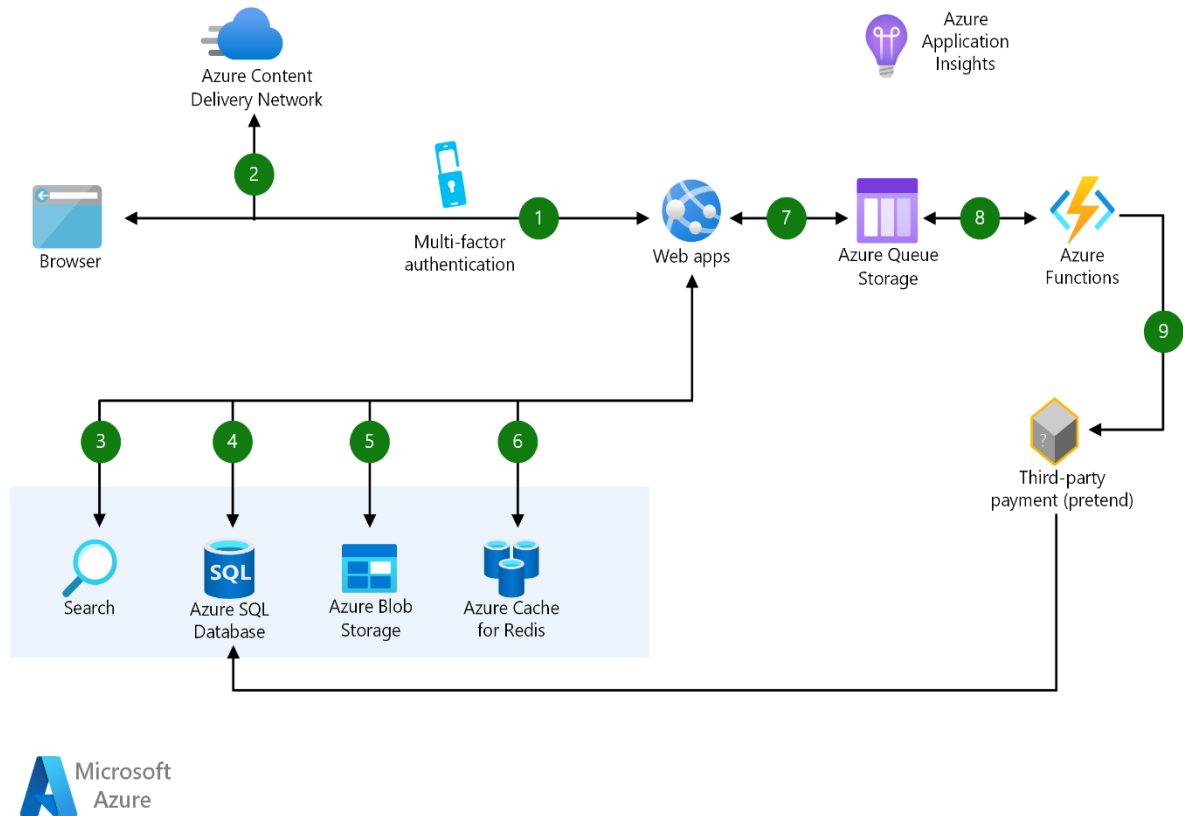 Azure
Application
Insights
Azure Content
Delivery Network
2
1
7
8
Multi-factor
authentication
Browser
Web apps
Azure Queue
Storage
Azure
Functions
9
3
4
5
6
?
Third-party
payment (pretend)
SQL
Search
Azure SQL
Database
Azure Blob
Storage
Azure Cache
for Redis
Microsoft
Azure